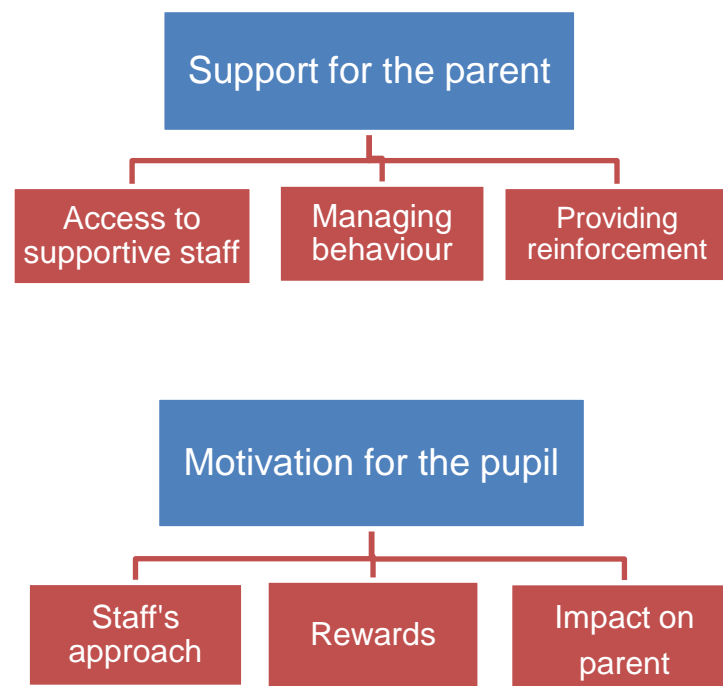 Support for the parent
Access to
supportive staff
Managing
behaviour
Providing
reinforcement
Motivation for the pupil
Staff's
approach
Rewards
Impact on
parent